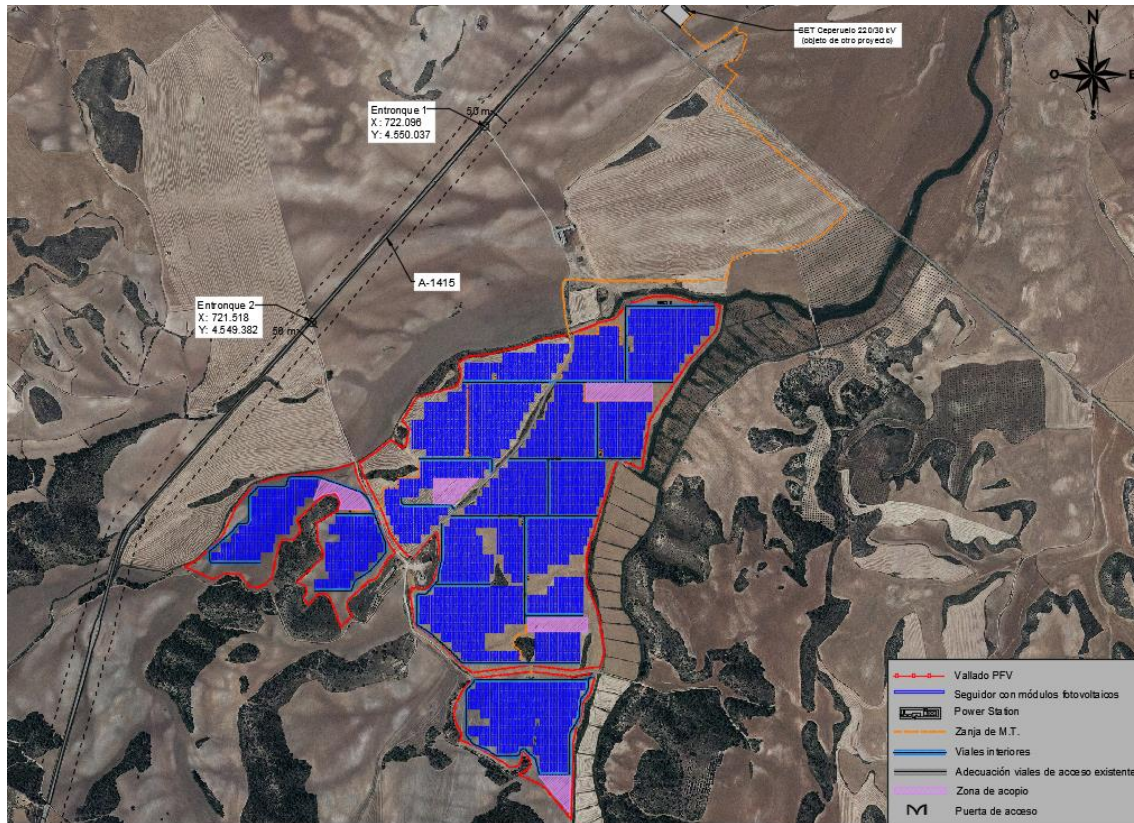 SET Ceperuelo 220/30 kV
(objeto de otro proyecto)
N
O
E
S
Entronque 1
X: 722.096
Y: 4.550.037
50 m
A-1415
Entronque 2
X: 721.518
Y: 4.549.382
50 m
Vallado PFV
Seguidor con módulos fotovoltaicos
Power Station
Zanja de M.T.
Viales interiores
Adecuación viales de acceso existente
Zona de acopio
Puerta de acceso